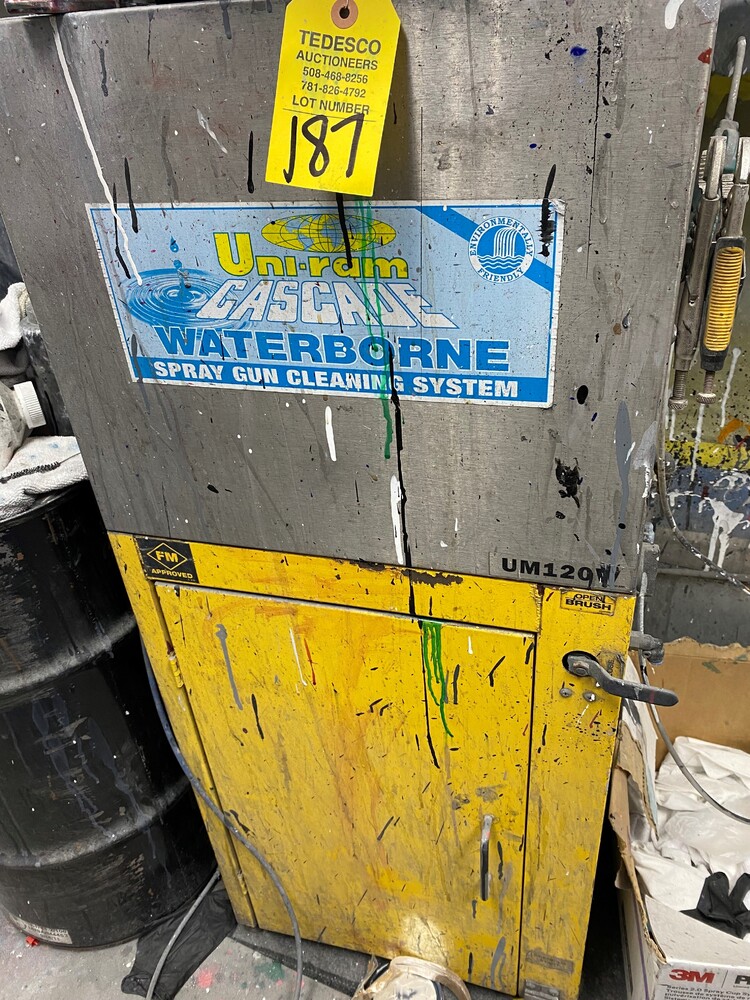 TEDESCO
AUCTIONEERS
508-468-8256
781-826-4792
LOT NUMBER
187
Uni-ram
CASCADE
WATERBORNE
SPRAY GUN CLEANING SYSTEM
ENVIRONMENTALLY
FRIENDLY
FM
APPROVED
UM120W
OPEN
BRUSH
3M